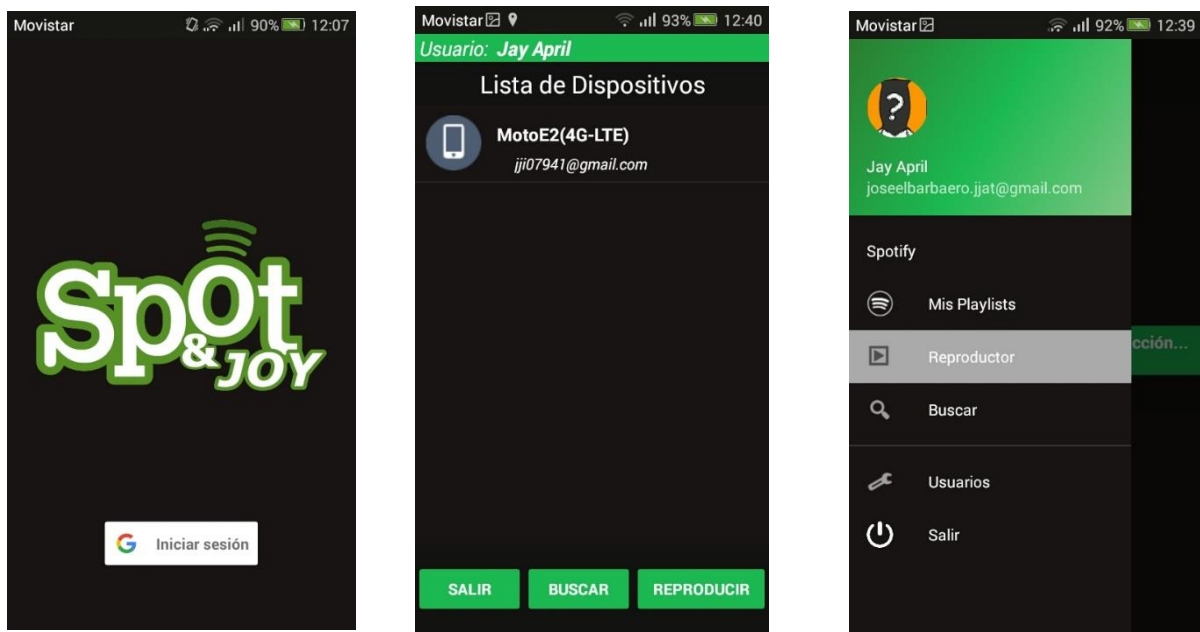 Movistar 90% 12:07
Spot
& JOY
Iniciar sesión
Movistar 93% 12:40
Usuario: Jay April
Lista de Dispositivos
MotoE2(4G-LTE)
jji07941@gmail.com
SALIR BUSCAR REPRODUCIR
Movistar 92% 12:39
?
Jay April
joseelbarbaero.jjat@gmail.com
Spotify
Mis Playlists
Reproductor
cción...
Buscar
Usuarios
Salir